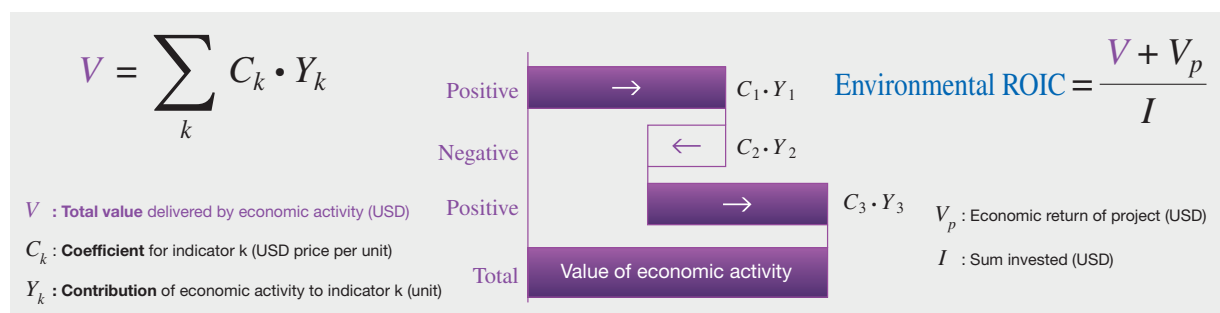 V = ∑ C_k • Y_k
k
V : Total value delivered by economic activity (USD)
C_k : Coefficient for indicator k (USD price per unit)
Y_k : Contribution of economic activity to indicator k (unit)
Positive → C_1 • Y_1
Negative ← C_2 • Y_2
Positive → C_3 • Y_3
Total Value of economic activity
Environmental ROIC = (V + V_p) / I
V_p : Economic return of project (USD)
I : Sum invested (USD)